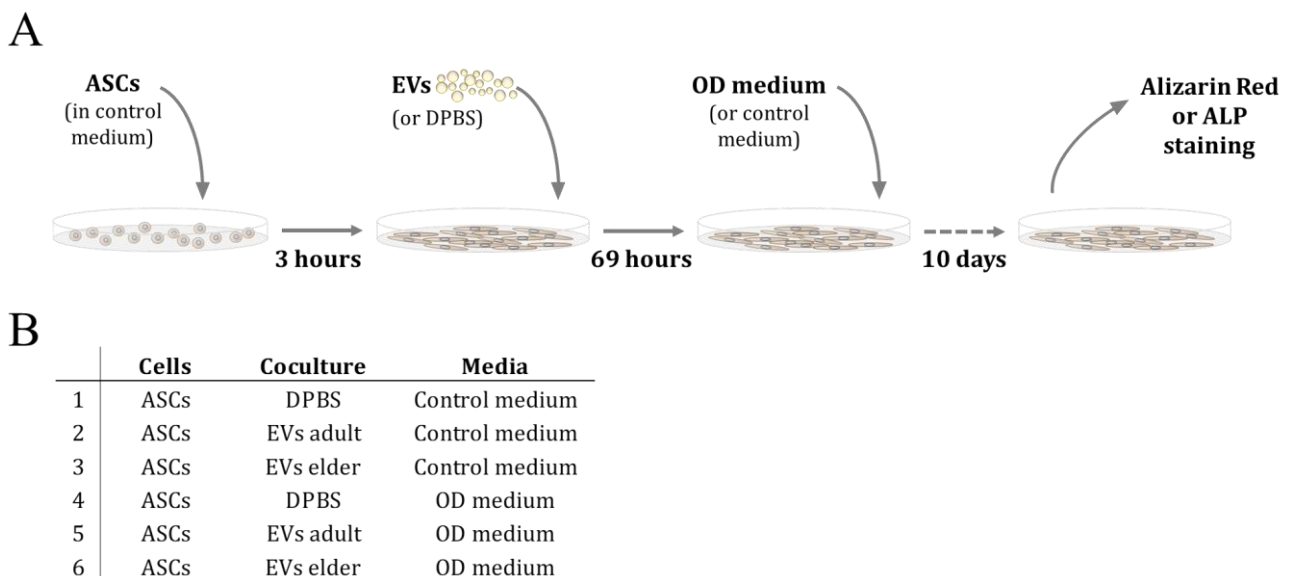 A
ASCs
(in control
medium)
EVs
(or DPBS)
OD medium
(or control
medium)
Alizarin Red
or ALP
staining
3 hours
69 hours
10 days
B
Cells Coculture Media
1 ASCs DPBS Control medium
2 ASCs EVs adult Control medium
3 ASCs EVs elder Control medium
4 ASCs DPBS OD medium
5 ASCs EVs adult OD medium
6 ASCs EVs elder OD medium